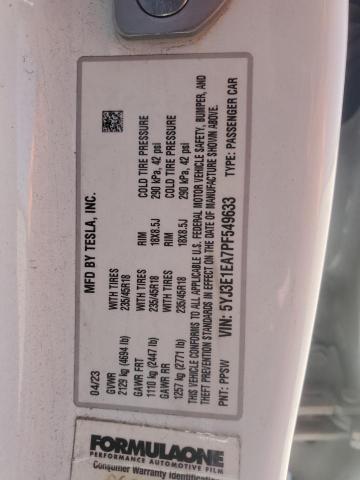 MFD BY TESLA, INC.
04/23
GVWR
2129 kg (4694 lb)
WITH TIRES
235/45R18
RIM
18X8.5J
COLD TIRE PRESSURE
290 kPa, 42 psi
GAWR FRT
1110 kg (2447 lb)
WITH TIRES
235/45R18
RIM
18X8.5J
COLD TIRE PRESSURE
290 kPa, 42 psi
GAWR RR
1257 kg (2771 lb)
THIS VEHICLE CONFORMS TO ALL APPLICABLE U.S. FEDERAL MOTOR VEHICLE SAFETY, BUMPER, AND
THEFT PREVENTION STANDARDS IN EFFECT ON THE DATE OF MANUFACTURE SHOWN ABOVE.
VIN: 5YJ3E1EA7PF549633
PNT: PPSW
TYPE: PASSENGER CAR
FORMULAONE
PERFORMANCE AUTOMOTIVE FILM
Consumer Warranty Identification